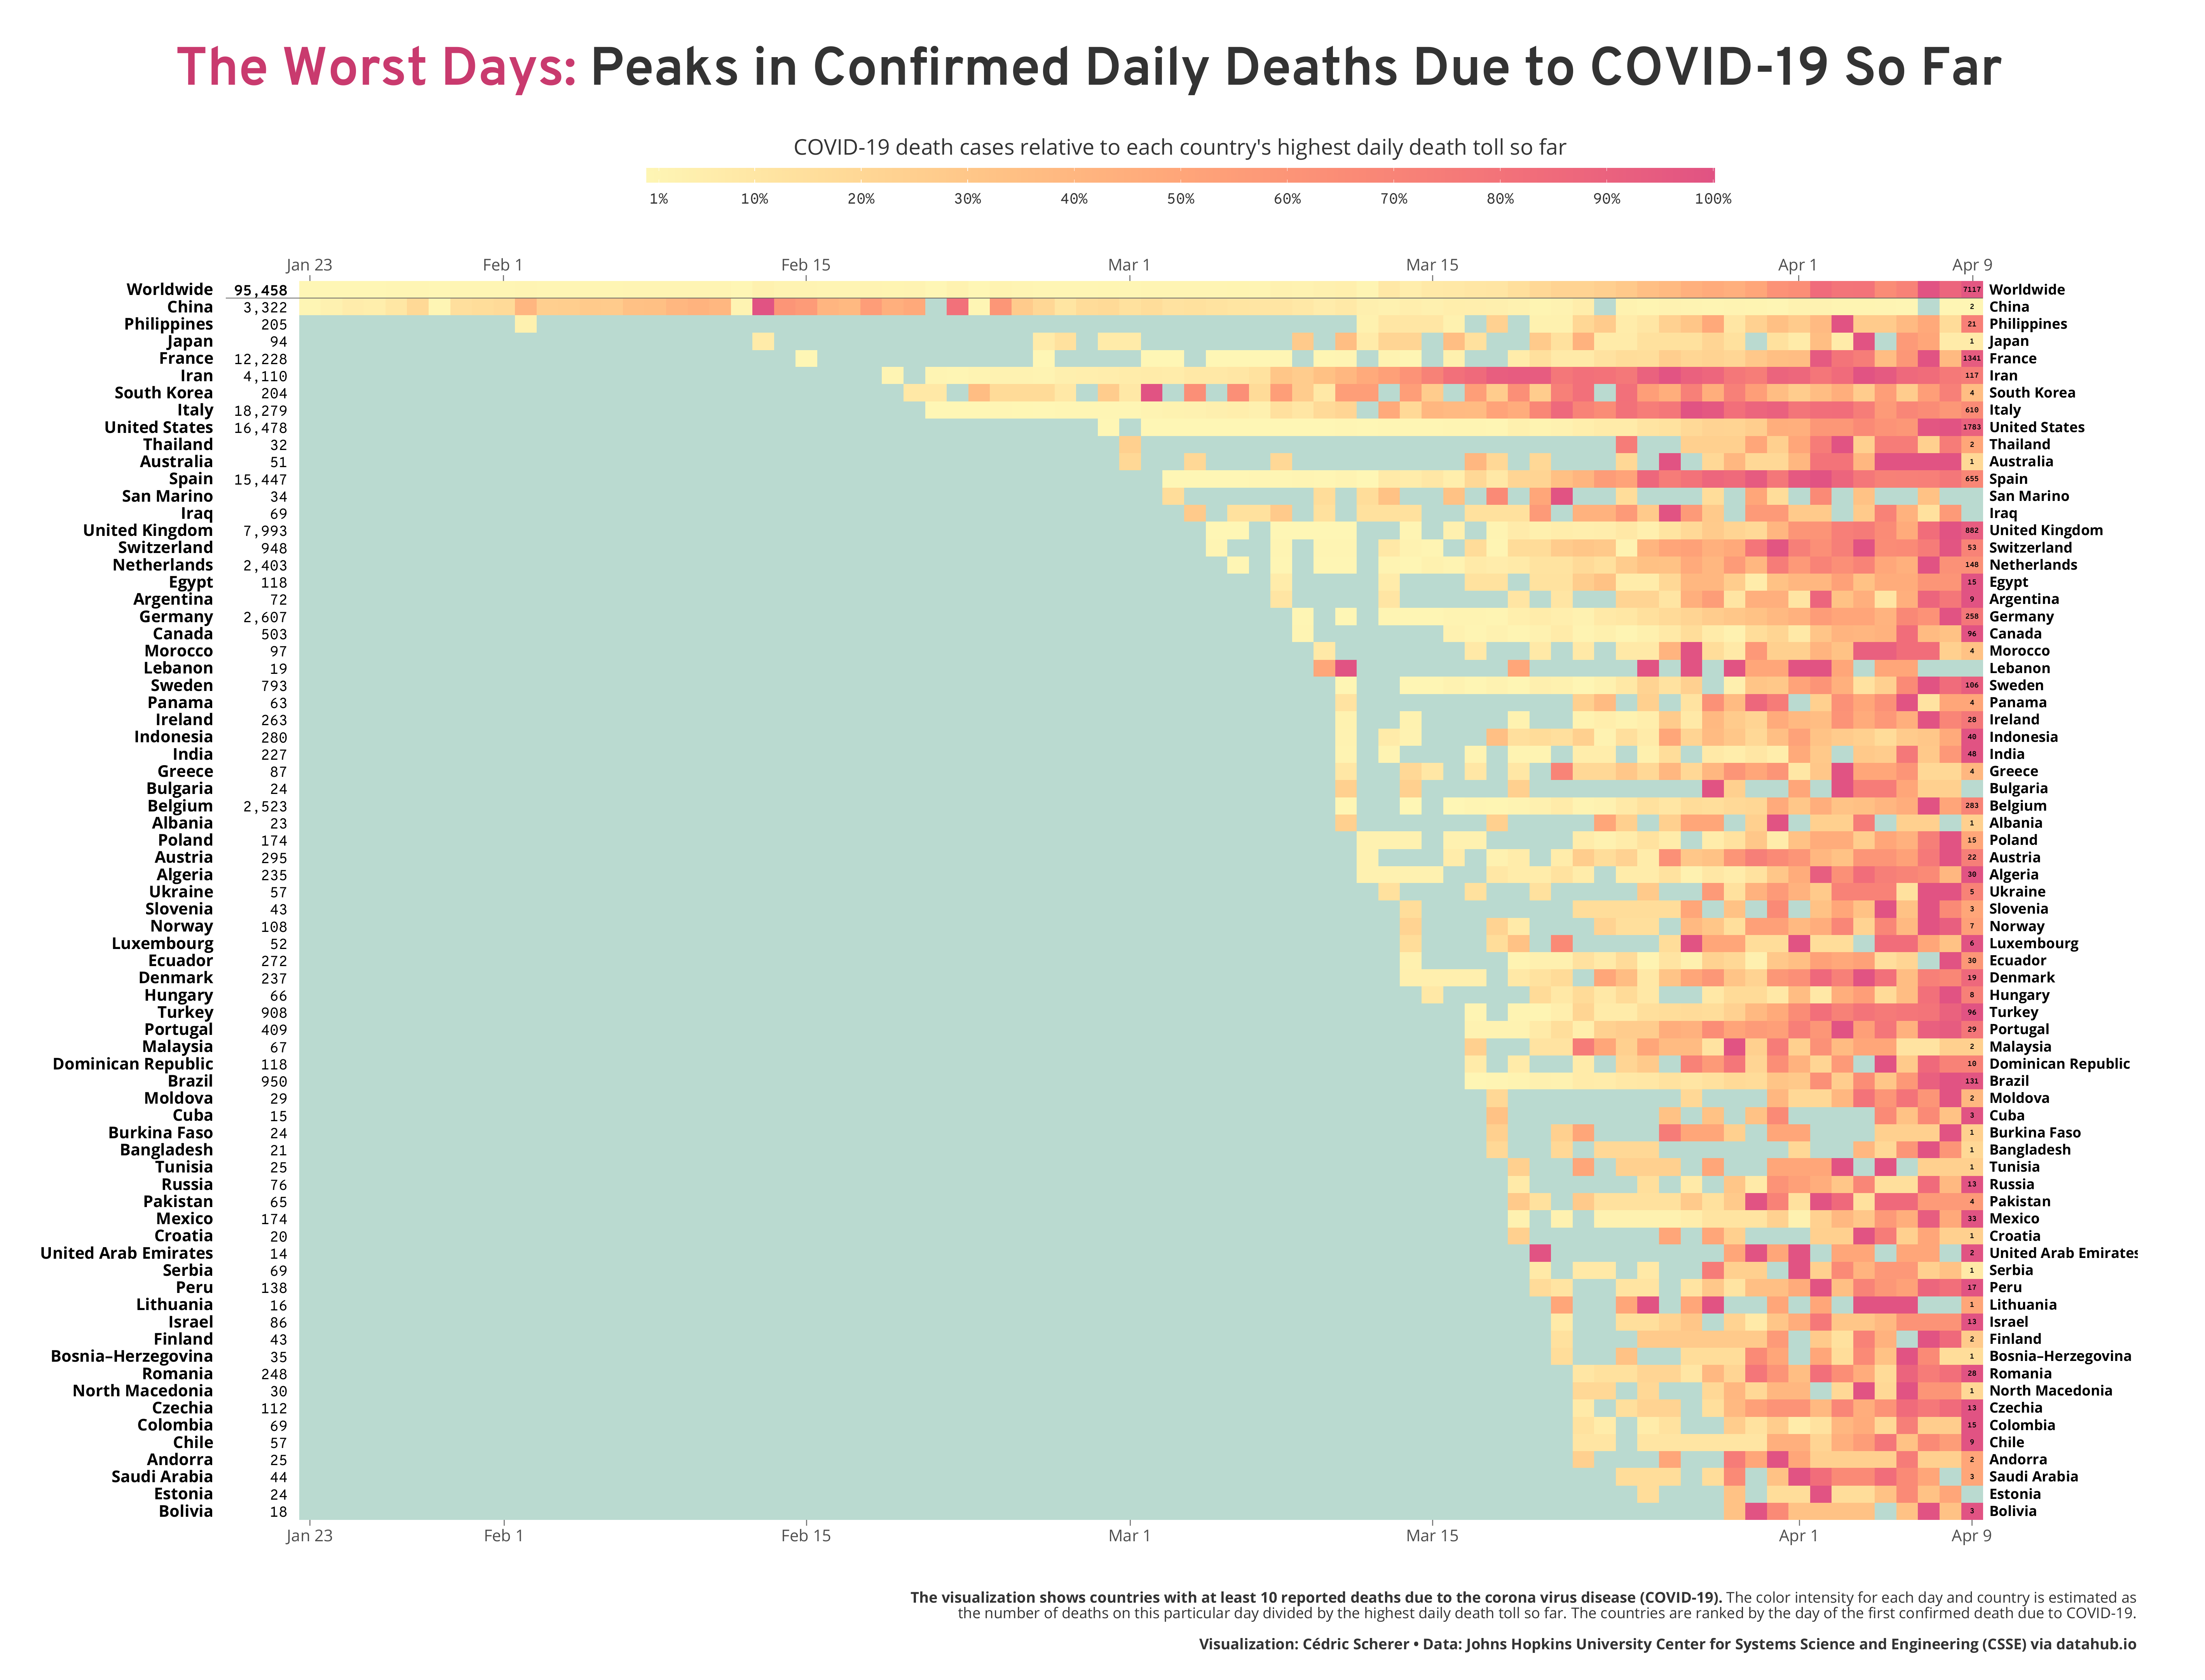 The Worst Days: Peaks in Confirmed Daily Deaths Due to COVID-19 So Far
COVID-19 death cases relative to each country's highest daily death toll so far
1% 10% 20% 30% 40% 50% 60% 70% 80% 90% 100%
Jan 23 Feb 1 Feb 15 Mar 1 Mar 15 Apr 1 Apr 9
Worldwide 95,458 7117 Worldwide
China 3,322 2 China
Philippines 205 21 Philippines
Japan 94 1 Japan
France 12,228 1341 France
Iran 4,110 117 Iran
South Korea 204 4 South Korea
Italy 18,279 610 Italy
United States 16,478 1783 United States
Thailand 32 2 Thailand
Australia 51 1 Australia
Spain 15,447 655 Spain
San Marino 34 San Marino
Iraq 69 Iraq
United Kingdom 7,993 882 United Kingdom
Switzerland 948 53 Switzerland
Netherlands 2,403 148 Netherlands
Egypt 118 15 Egypt
Argentina 72 9 Argentina
Germany 2,607 258 Germany
Canada 503 96 Canada
Morocco 97 4 Morocco
Lebanon 19 Lebanon
Sweden 793 106 Sweden
Panama 63 4 Panama
Ireland 263 28 Ireland
Indonesia 280 40 Indonesia
India 227 48 India
Greece 87 4 Greece
Bulgaria 24 Bulgaria
Belgium 2,523 283 Belgium
Albania 23 1 Albania
Poland 174 15 Poland
Austria 295 22 Austria
Algeria 235 30 Algeria
Ukraine 57 5 Ukraine
Slovenia 43 3 Slovenia
Norway 108 7 Norway
Luxembourg 52 6 Luxembourg
Ecuador 272 30 Ecuador
Denmark 237 19 Denmark
Hungary 66 8 Hungary
Turkey 908 96 Turkey
Portugal 409 29 Portugal
Malaysia 67 2 Malaysia
Dominican Republic 118 10 Dominican Republic
Brazil 950 131 Brazil
Moldova 29 2 Moldova
Cuba 15 3 Cuba
Burkina Faso 24 1 Burkina Faso
Bangladesh 21 1 Bangladesh
Tunisia 25 1 Tunisia
Russia 76 13 Russia
Pakistan 65 4 Pakistan
Mexico 174 33 Mexico
Croatia 20 1 Croatia
United Arab Emirates 14 2 United Arab Emirates
Serbia 69 1 Serbia
Peru 138 17 Peru
Lithuania 16 1 Lithuania
Israel 86 13 Israel
Finland 43 2 Finland
Bosnia–Herzegovina 35 1 Bosnia–Herzegovina
Romania 248 28 Romania
North Macedonia 30 1 North Macedonia
Czechia 112 13 Czechia
Colombia 69 15 Colombia
Chile 57 9 Chile
Andorra 25 2 Andorra
Saudi Arabia 44 3 Saudi Arabia
Estonia 24 Estonia
Bolivia 18 3 Bolivia
Jan 23 Feb 1 Feb 15 Mar 1 Mar 15 Apr 1 Apr 9
The visualization shows countries with at least 10 reported deaths due to the corona virus disease (COVID-19). The color intensity for each day and country is estimated as
the number of deaths on this particular day divided by the highest daily death toll so far. The countries are ranked by the day of the first confirmed death due to COVID-19.
Visualization: Cédric Scherer • Data: Johns Hopkins University Center for Systems Science and Engineering (CSSE) via datahub.io